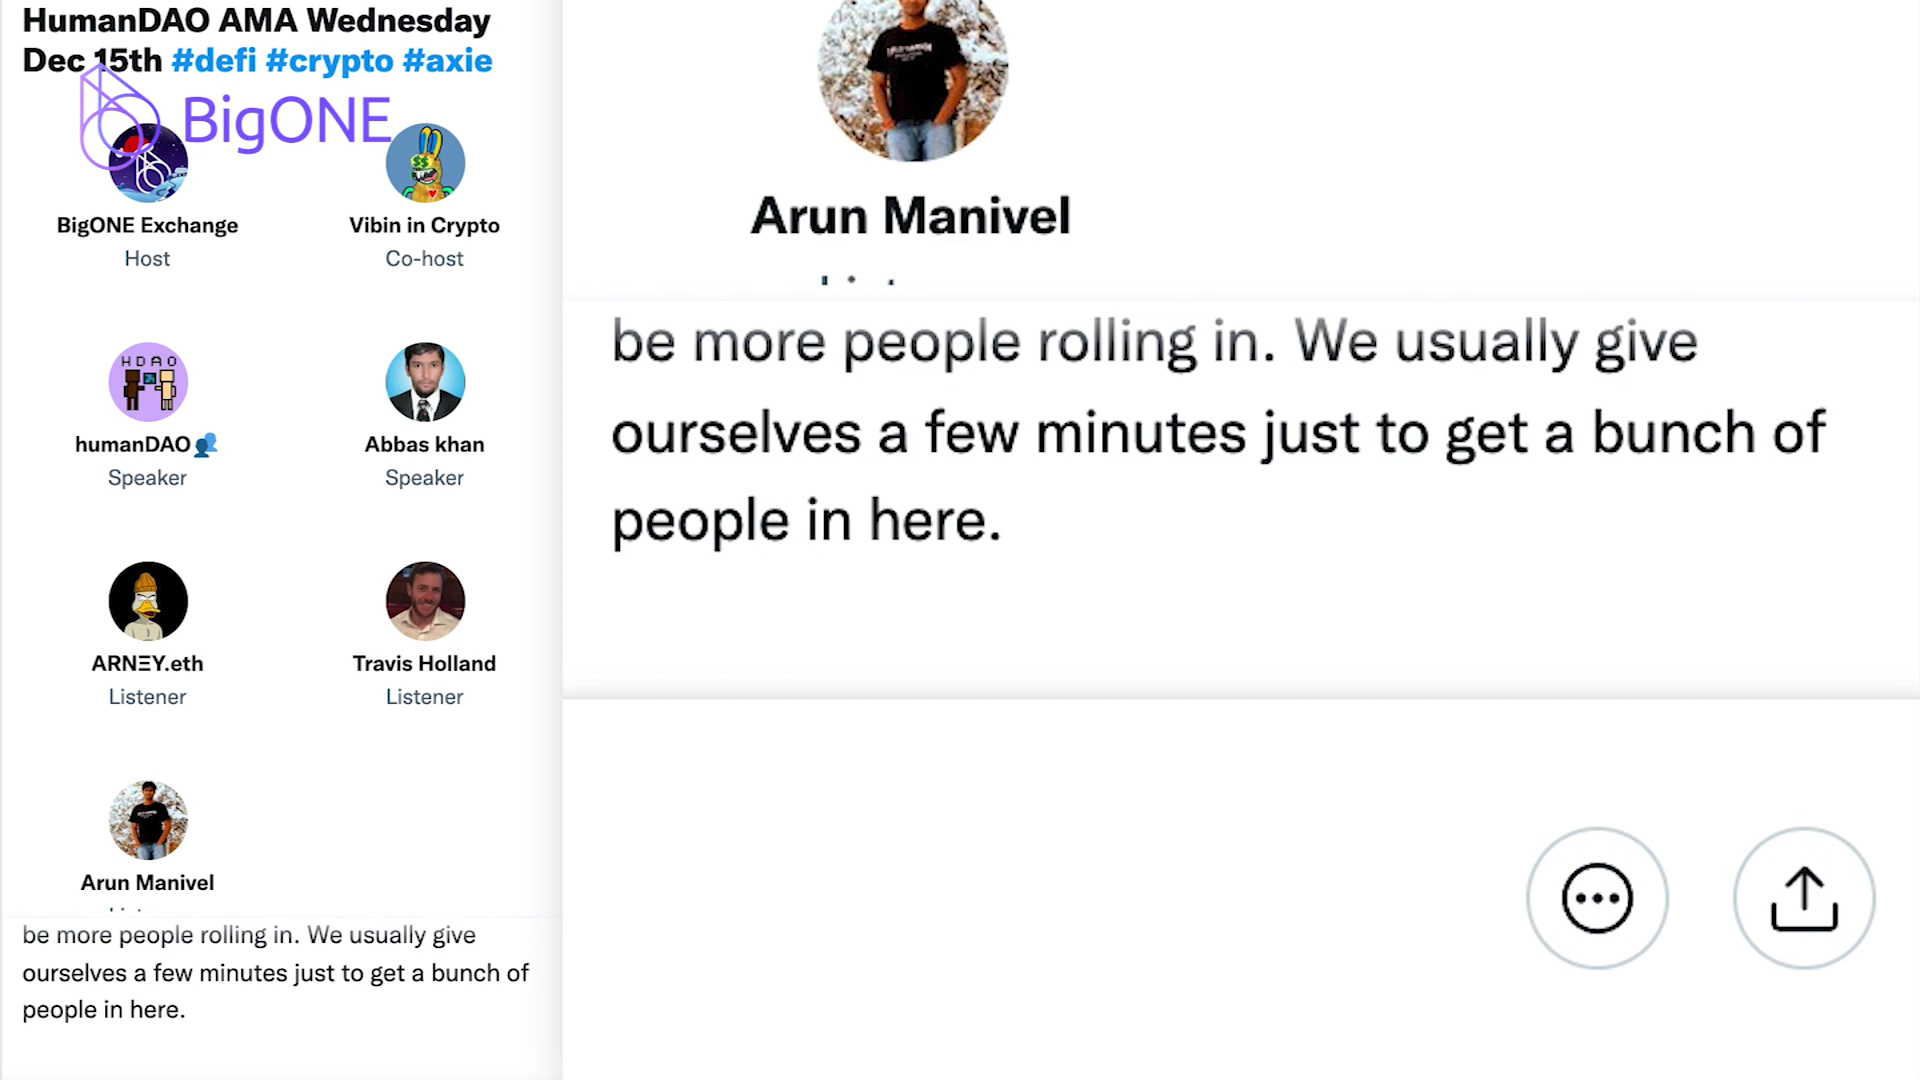 HumanDAO AMA Wednesday
Dec 15th #defi #crypto #axie
BigONE
BigONE Exchange
Host
Vibin in Crypto
Co-host
HDAO
humanDAO
Speaker
Abbas khan
Speaker
ARNΞY.eth
Listener
Travis Holland
Listener
Arun Manivel
be more people rolling in. We usually give
ourselves a few minutes just to get a bunch of
people in here.
Arun Manivel
be more people rolling in. We usually give
ourselves a few minutes just to get a bunch of
people in here.